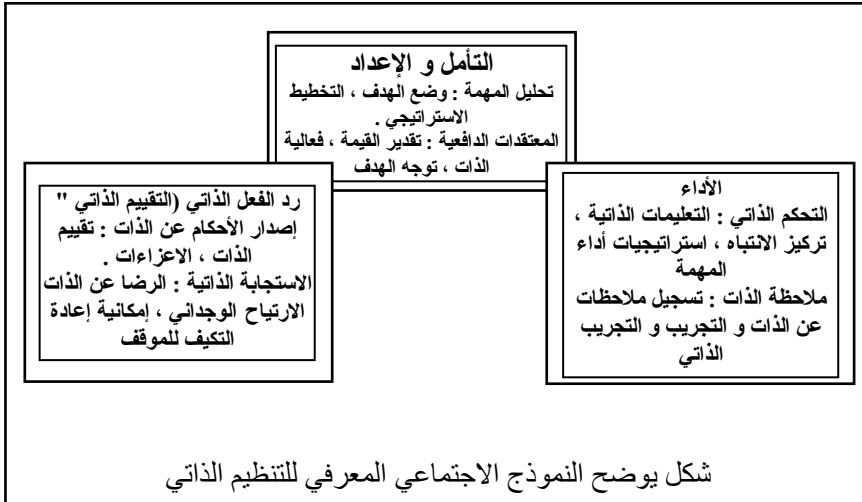 التأمل و الإعداد
تحليل المهمة : وضع الهدف ، التخطيط
الاستراتيجي .
المعتقدات الدافعية : تقدير القيمة ، فعالية
الذات ، توجه الهدف
الأداء
التحكم الذاتي : التعليمات الذاتية ،
تركيز الانتباه ، استراتيجيات أداء
المهمة
ملاحظة الذات : تسجيل ملاحظات
عن الذات و التجريب و التجريب
الذاتي
رد الفعل الذاتي (التقييم الذاتي "
إصدار الأحكام عن الذات : تقييم
الذات ، الاعزاءات .
الاستجابة الذاتية : الرضا عن الذات
الارتياح الوجداني ، إمكانية إعادة
التكيف للموقف
شكل يوضح النموذج الاجتماعي المعرفي للتنظيم الذاتي